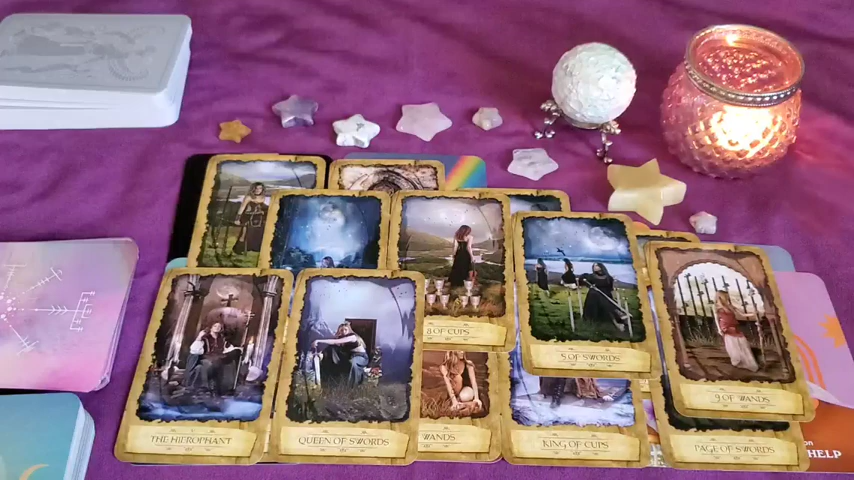 8 OF CUPS
5 OF SWORDS
9 OF WANDS
THE HIEROPHANT
QUEEN OF SWORDS
WANDS
KING OF CUPS
PAGE OF SWORDS
HELP